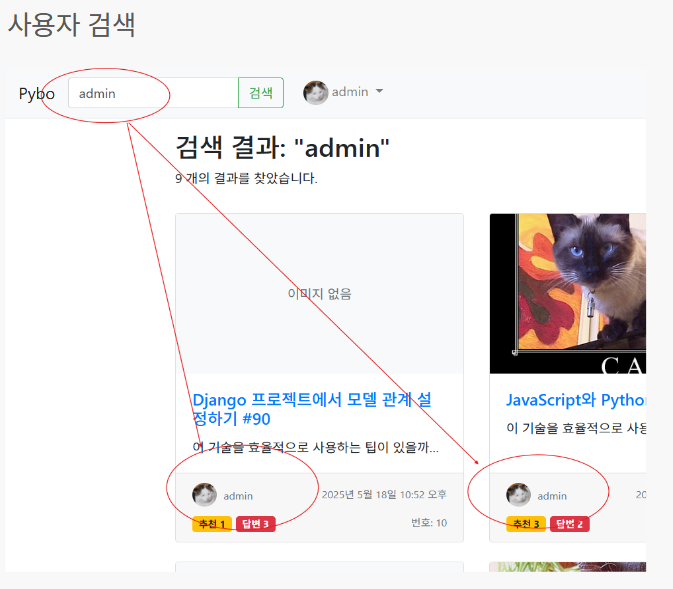 사용자 검색
Pybo admin 검색 admin
검색 결과: "admin"
9 개의 결과를 찾았습니다.
이미지 없음
CA
Django 프로젝트에서 모델 관계 설
정하기 #90
이 기술을 효율적으로 사용하는 팁이 있을까...
admin 2025년 5월 18일 10:52 오후
추천 1 답변 3 번호: 10
JavaScript와 Python
이 기술을 효율적으로 사용
admin 20
추천 3 답변 2